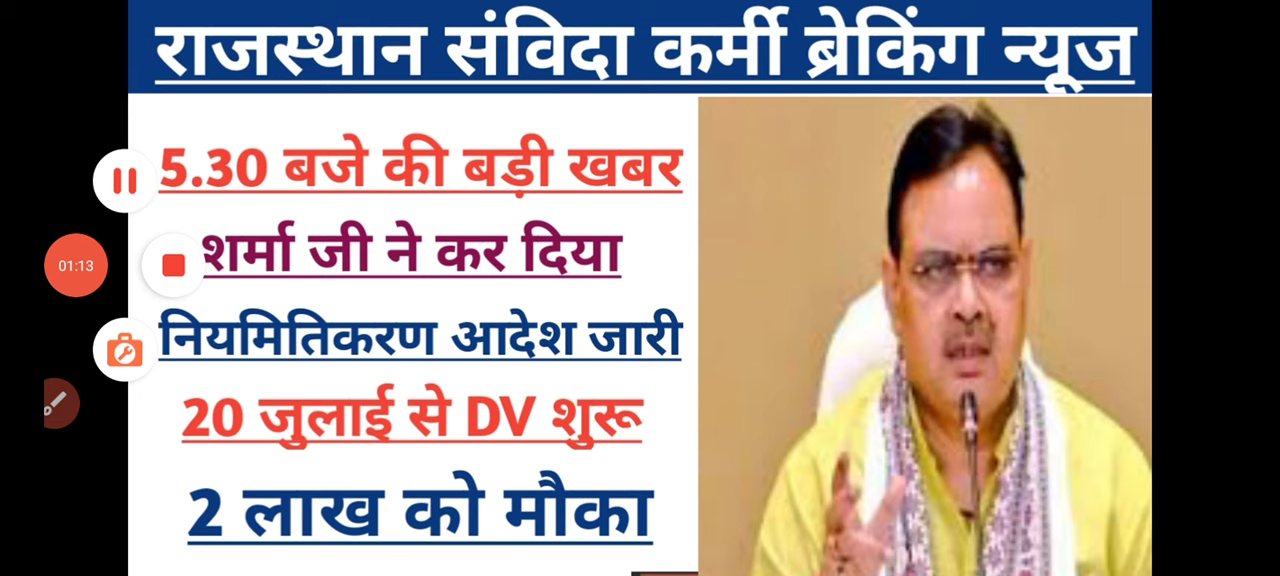 राजस्थान संविदा कर्मी ब्रेकिंग न्यूज
5.30 बजे की बड़ी खबर
शर्मा जी ने कर दिया
01:13
नियमितिकरण आदेश जारी
20 जुलाई से DV शुरू
2 लाख को मौका